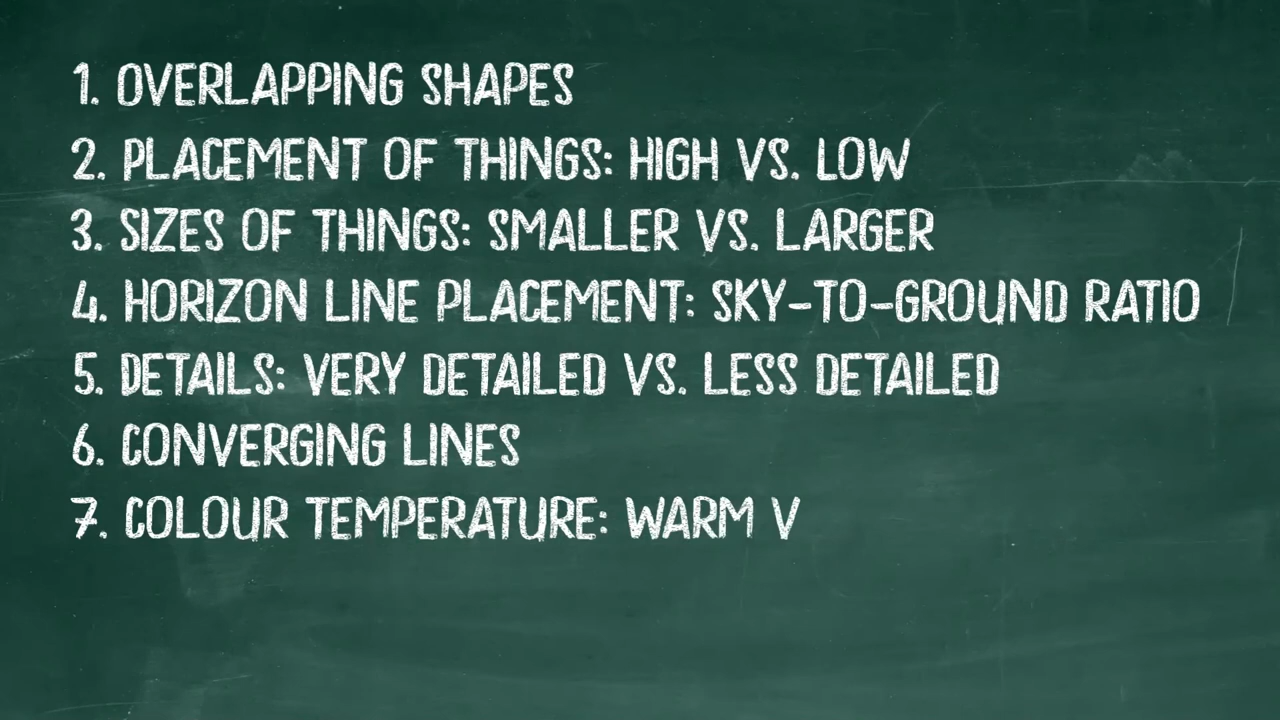 1. OVERLAPPING SHAPES
2. PLACEMENT OF THINGS: HIGH VS. LOW
3. SIZES OF THINGS: SMALLER VS. LARGER
4. HORIZON LINE PLACEMENT: SKY-TO-GROUND RATIO
5. DETAILS: VERY DETAILED VS. LESS DETAILED
6. CONVERGING LINES
7. COLOUR TEMPERATURE: WARM V